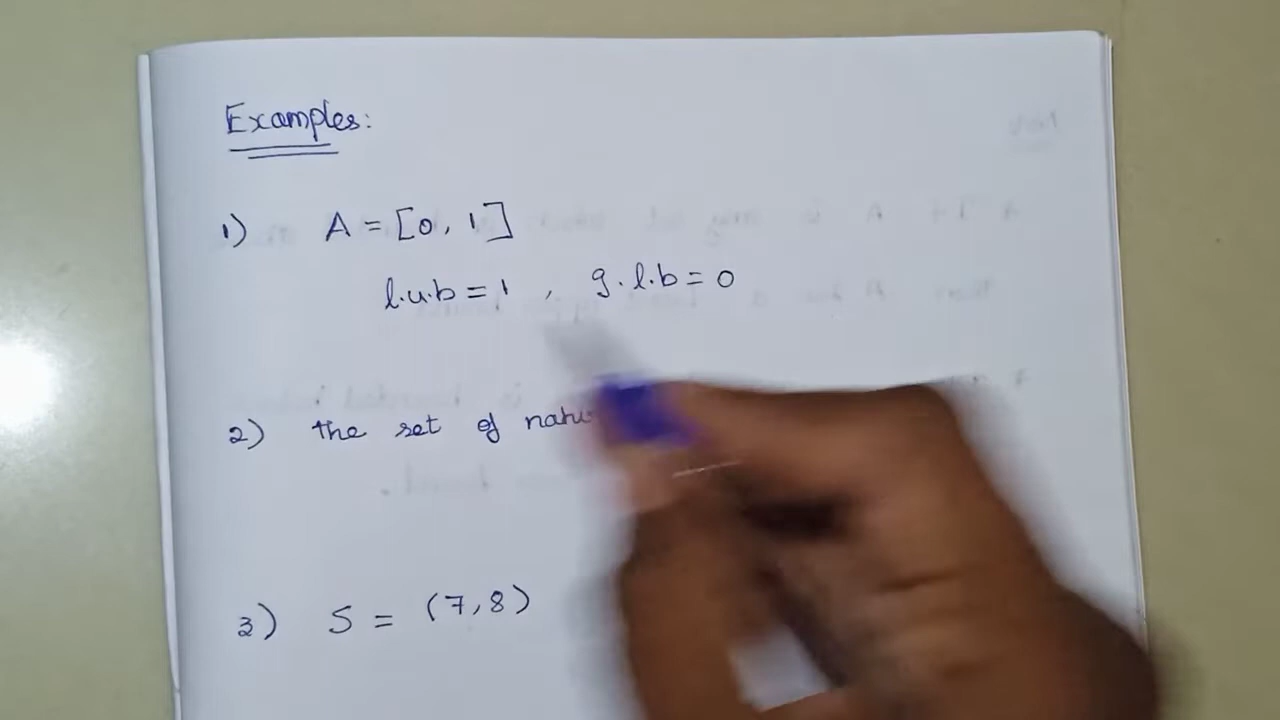 Examples:
1) A = [0, 1]
l.u.b = 1 , g.l.b = 0
2) the set of
3) S = (7, 8)